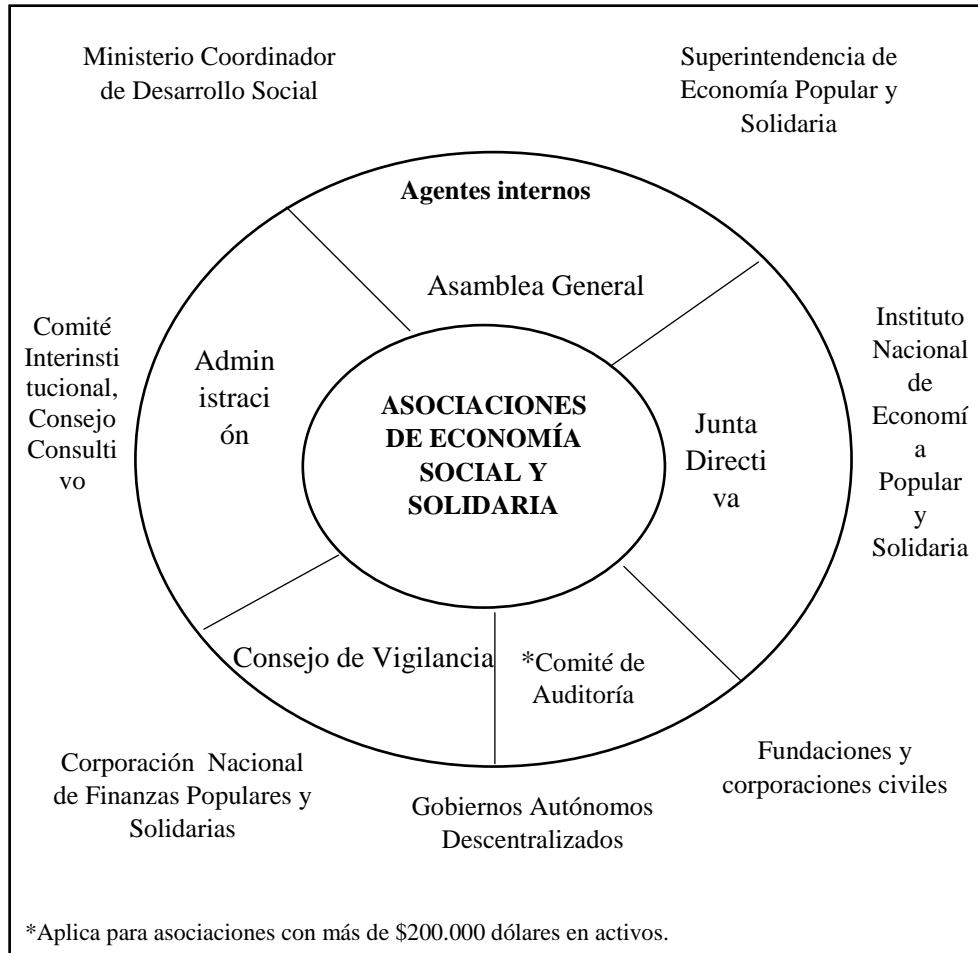 Ministerio Coordinador
de Desarrollo Social
Superintendencia de
Economía Popular y
Solidaria
Agentes internos
Asamblea General
Comité
Interinsti
tucional,
Consejo
Consulti
vo
Admin
istraci
ón
ASOCIACIONES
DE ECONOMÍA
SOCIAL Y
SOLIDARIA
Junta
Directi
va
Instituto
Nacional
de
Economí
a
Popular
y
Solidaria
Consejo de Vigilancia
*Comité de
Auditoría
Corporación Nacional
de Finanzas Populares y
Solidarias
Gobiernos Autónomos
Descentralizados
Fundaciones y
corporaciones civiles
*Aplica para asociaciones con más de $200.000 dólares en activos.